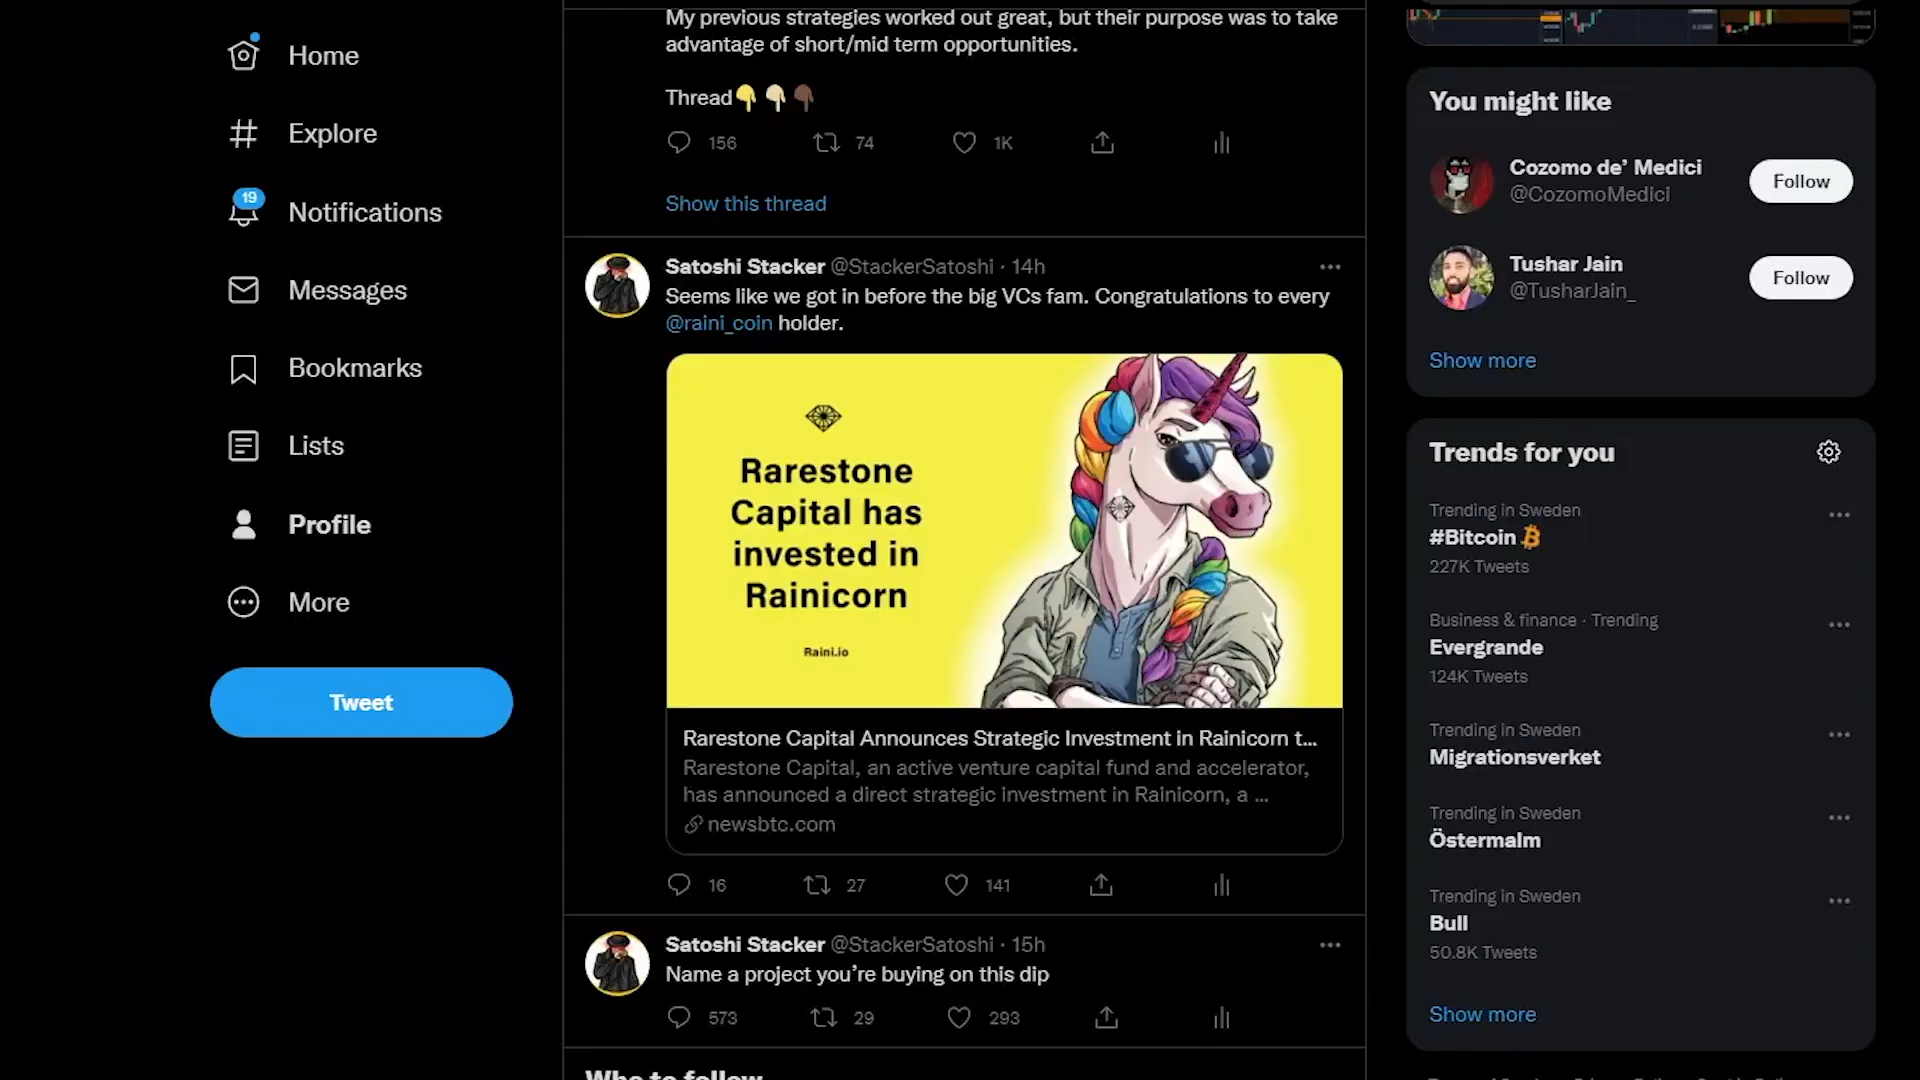 Home
Explore
19
Notifications
Messages
Bookmarks
Lists
Profile
More
Tweet
My previous strategies worked out great, but their purpose was to take
advantage of short/mid term opportunities.
Thread👇👇🏻👇🏿
156 74 1K
Show this thread
Satoshi Stacker @StackerSatoshi · 14h
Seems like we got in before the big VCs fam. Congratulations to every
@raini_coin holder.
Rarestone
Capital has
invested in
Rainicorn
Raini.io
Rarestone Capital Announces Strategic Investment in Rainicorn t...
Rarestone Capital, an active venture capital fund and accelerator,
has announced a direct strategic investment in Rainicorn, a ...
newsbtc.com
16 27 141
Satoshi Stacker @StackerSatoshi · 15h
Name a project you’re buying on this dip
573 29 293
Who to follow
You might like
Cozomo de’ Medici
@CozomoMedici
Follow
Tushar Jain
@TusharJain_
Follow
Show more
Trends for you
Trending in Sweden
#Bitcoin
227K Tweets
Business & finance · Trending
Evergrande
124K Tweets
Trending in Sweden
Migrationsverket
Trending in Sweden
Östermalm
Trending in Sweden
Bull
50.8K Tweets
Show more